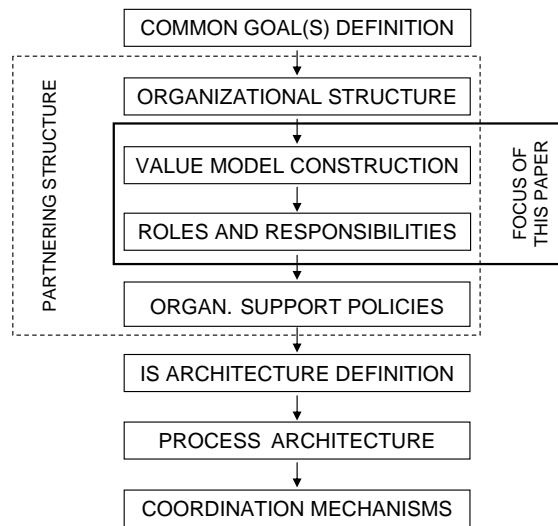 COMMON GOAL(S) DEFINITION
PARTNERING STRUCTURE
ORGANIZATIONAL STRUCTURE
VALUE MODEL CONSTRUCTION
ROLES AND RESPONSIBILITIES
FOCUS OF
THIS PAPER
ORGAN. SUPPORT POLICIES
IS ARCHITECTURE DEFINITION
PROCESS ARCHITECTURE
COORDINATION MECHANISMS